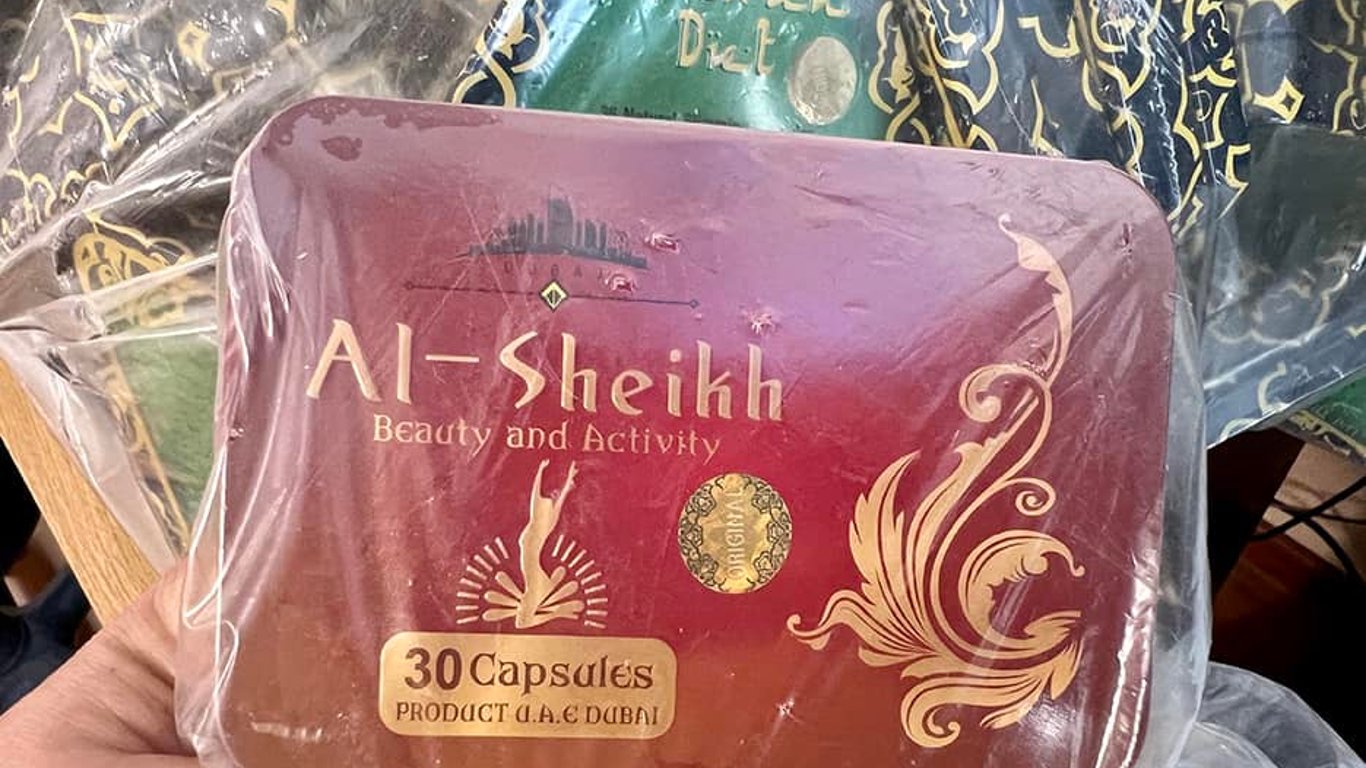 Diet
DUBAI
Al-Sheikh
Beauty and Activity
ORIGINAL
30 Capsules
PRODUCT U.A.E DUBAI